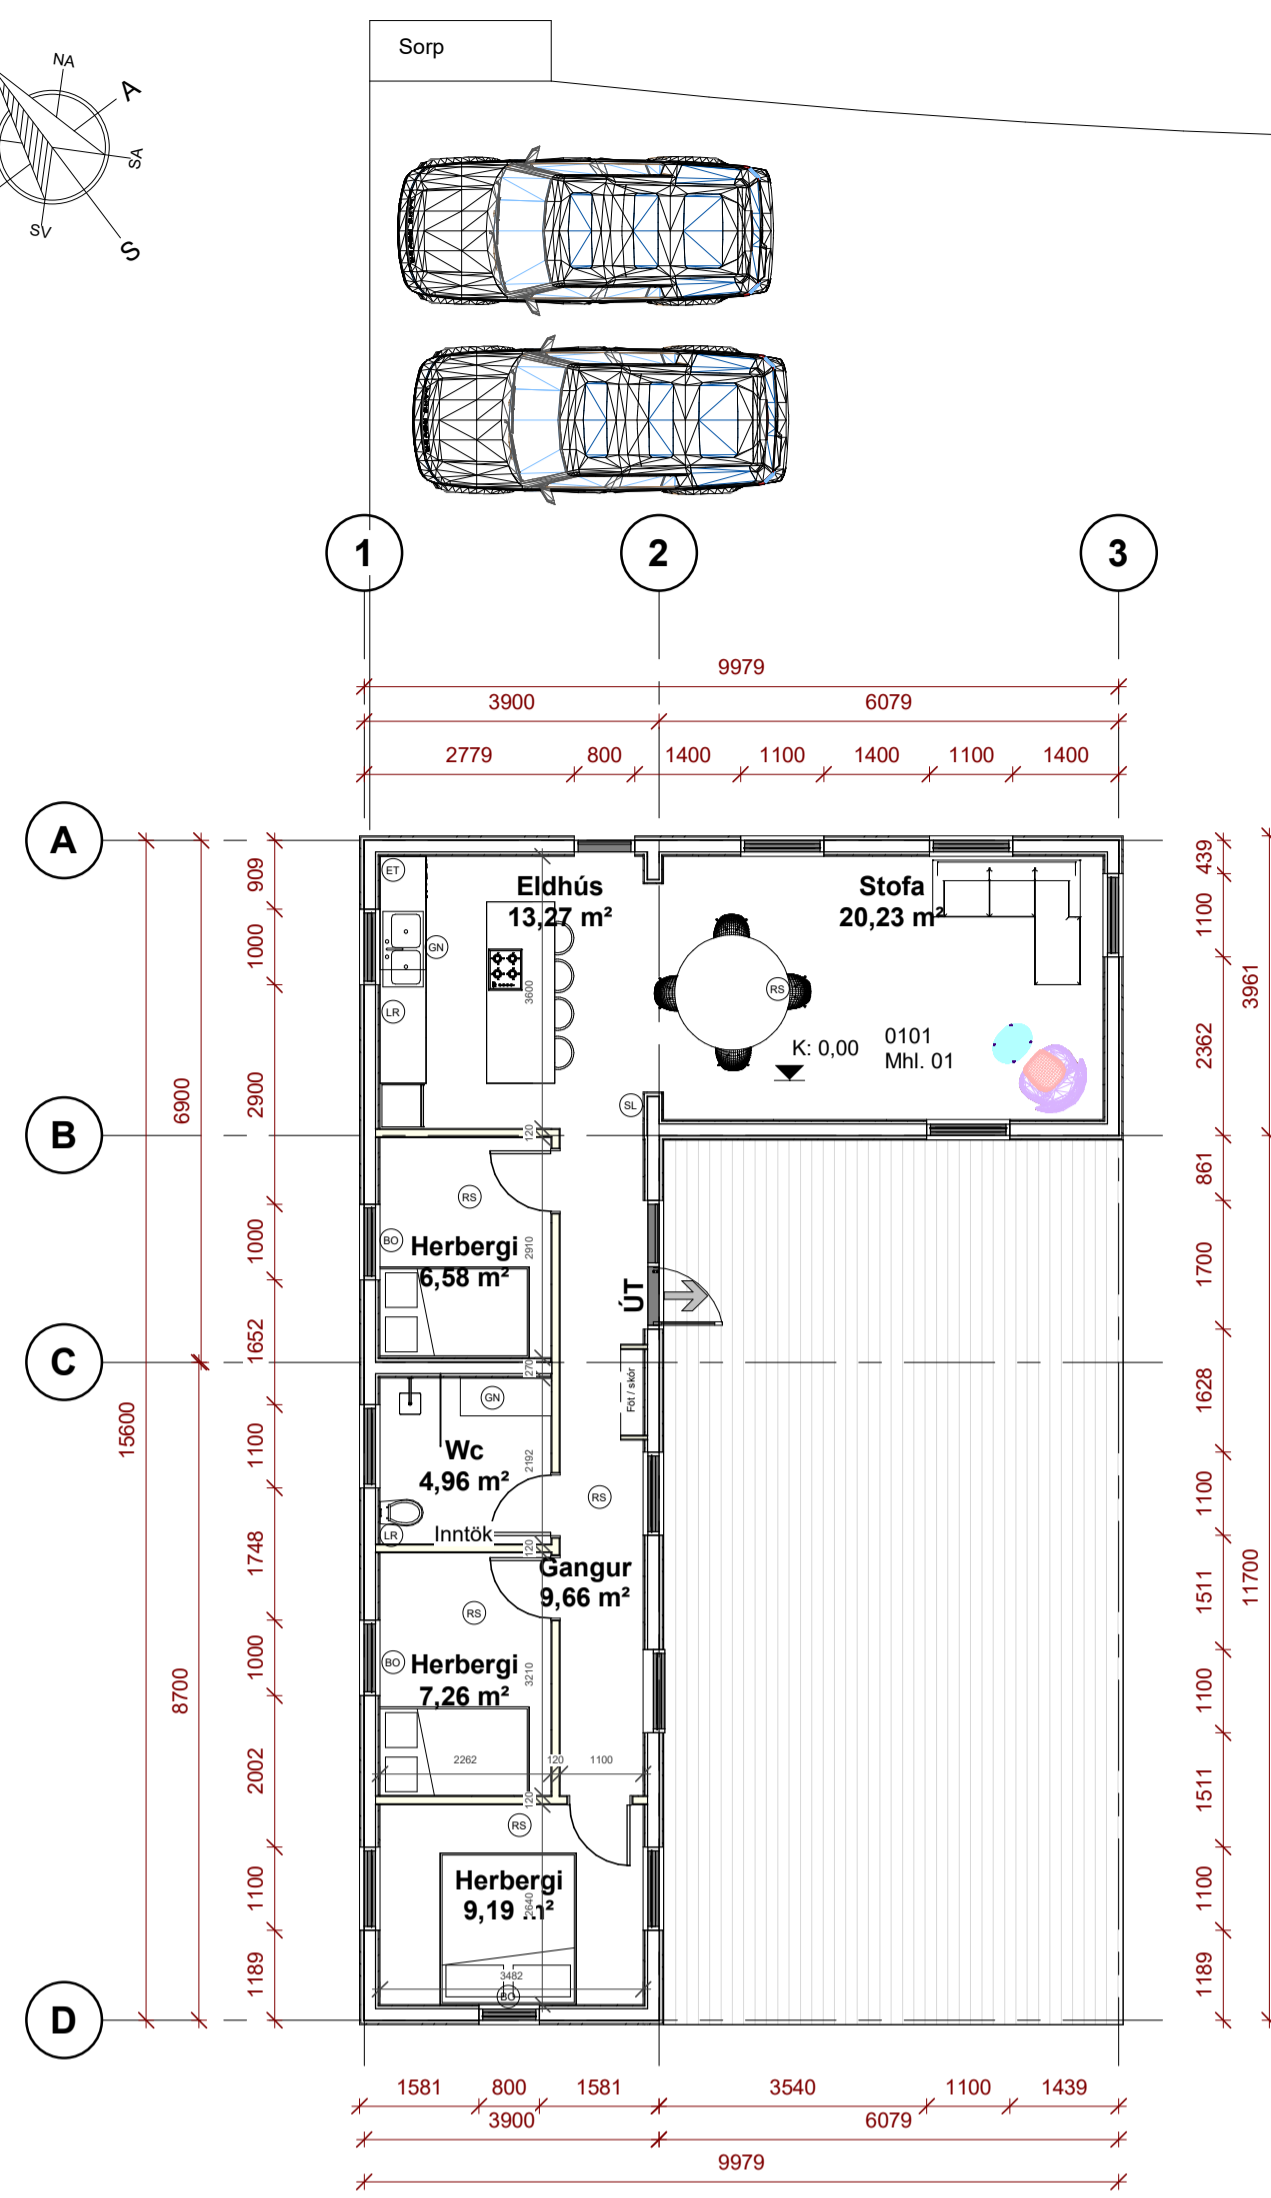 Sorp
NA
A
SA
S
SV
1
2
3
9979
3900
6079
2779
800
1400
1100
1400
1100
1400
A
B
C
D
15600
6900
8700
909
1000
2900
1000
1652
1100
1748
1000
2002
1100
1189
439
1100
2362
861
1700
1628
1100
1511
1100
1511
1100
1189
3961
11700
ET
Eldhús
13,27 m²
Stofa
20,23 m²
GN
LR
3600
RS
K: 0,00
0101
Mhl. 01
SL
120
RS
BO
Herbergi
6,58 m²
2910
ÚT
270
GN
Föt / skór
Wc
4,96 m²
2192
RS
LR
Inntök
120
Gangur
9,66 m²
RS
BO
Herbergi
7,26 m²
3210
2262
120
1100
120
RS
Herbergi
9,19 m²
2640
3482
BO
1581
800
1581
3540
1100
1439
3900
6079
9979